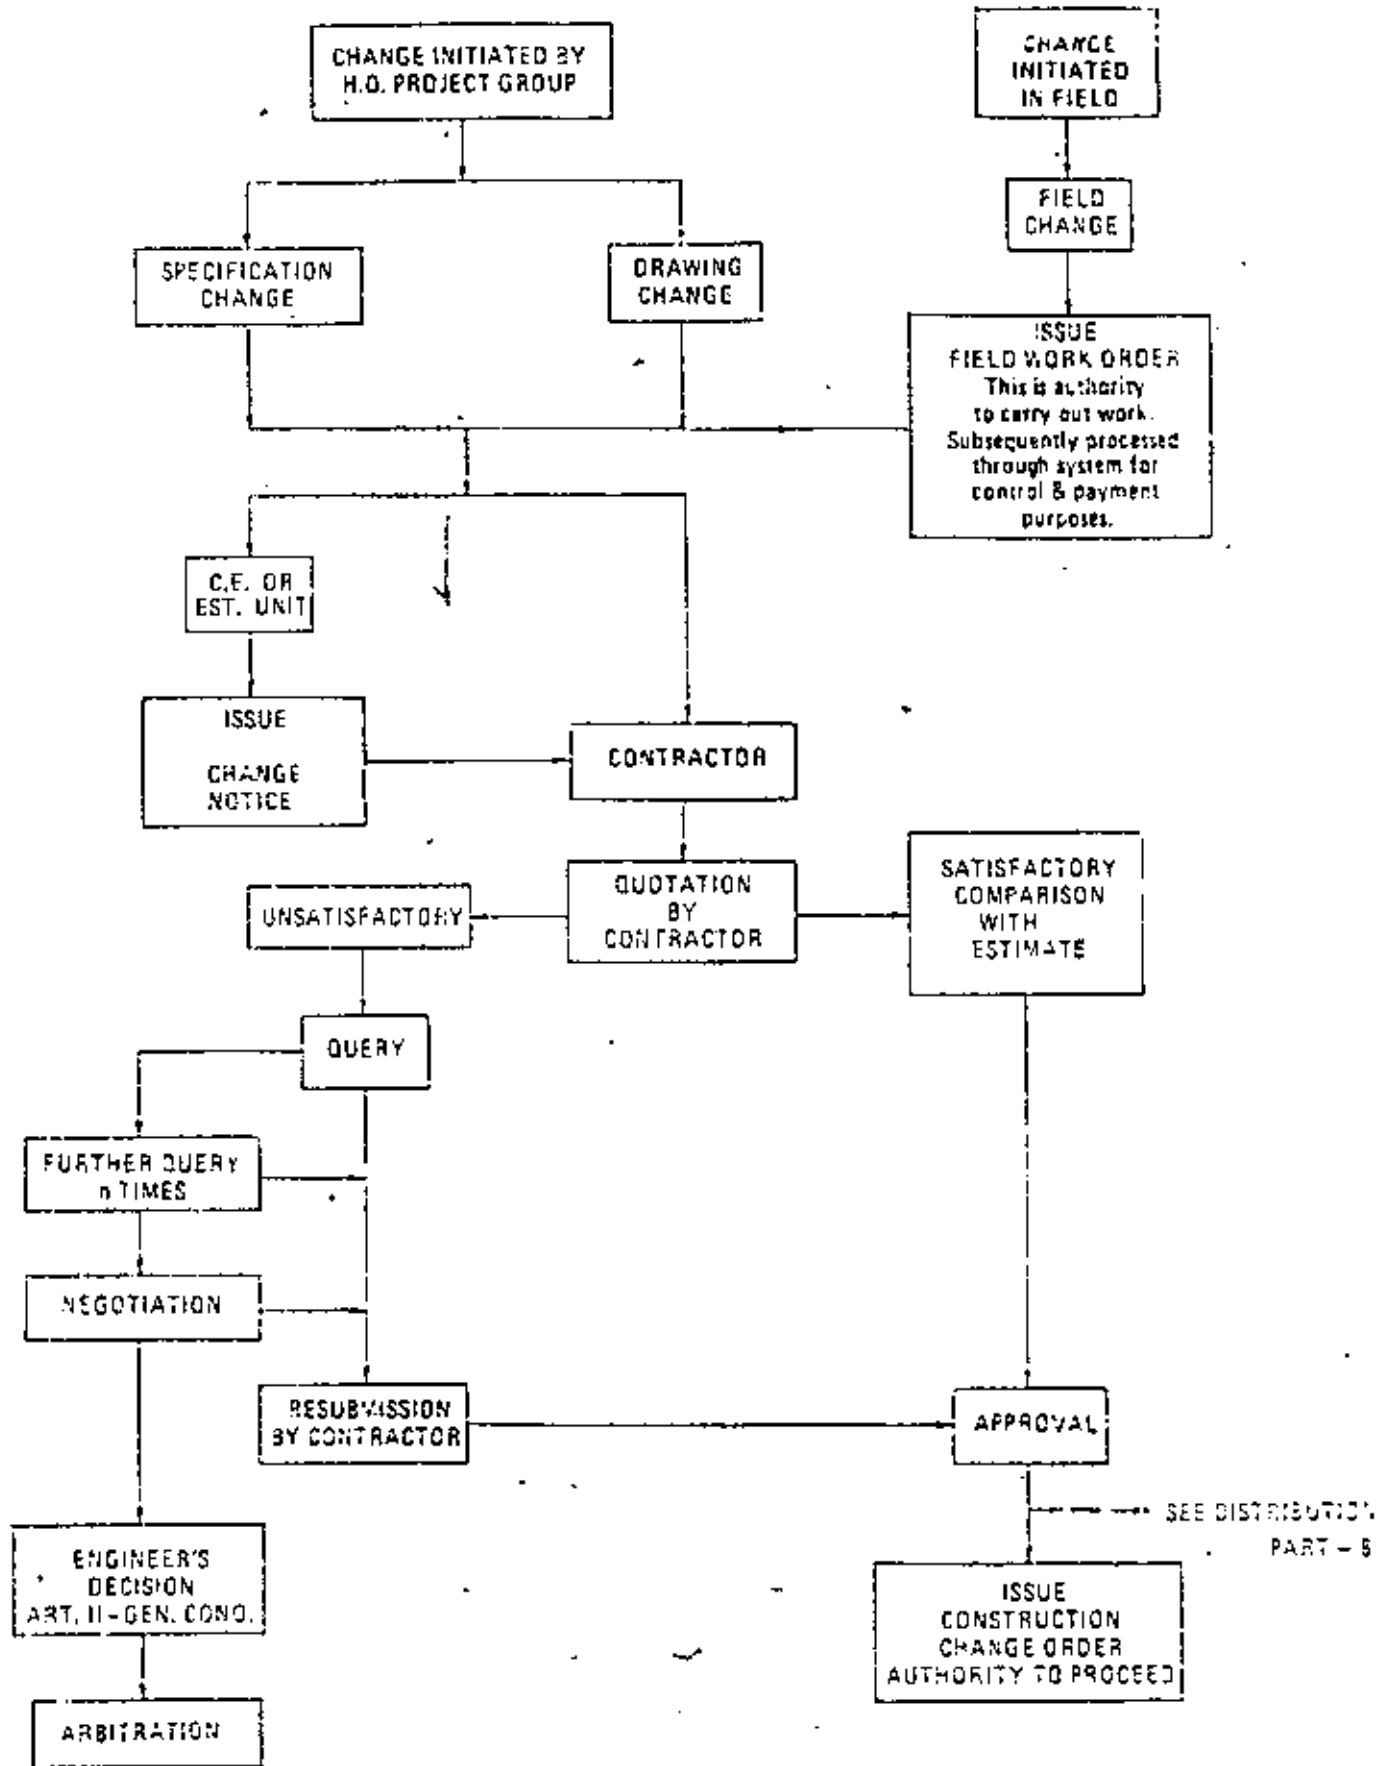 CHANGE INITIATED BY
H.O. PROJECT GROUP
CHANGE
INITIATED
IN FIELD
FIELD
CHANGE
SPECIFICATION
CHANGE
DRAWING
CHANGE
ISSUE
FIELD WORK ORDER
This is authority
to carry out work.
Subsequently processed
through system for
control & payment
purposes.
C.E. OR
EST. UNIT
ISSUE
CHANGE
NOTICE
CONTRACTOR
UNSATISFACTORY
QUOTATION
BY
CONTRACTOR
SATISFACTORY
COMPARISON
WITH
ESTIMATE
QUERY
FURTHER QUERY
n TIMES
NEGOTIATION
RESUBMISSION
BY CONTRACTOR
APPROVAL
SEE DISTRIBUTION
PART –
ENGINEER'S
DECISION
ART. II – GEN. COND.
ISSUE
CONSTRUCTION
CHANGE ORDER
AUTHORITY TO PROCEED
ARBITRATION